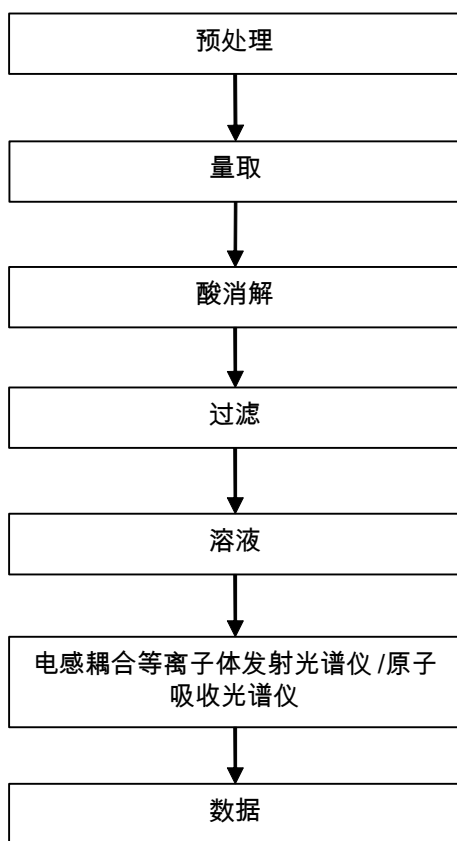 预处理
量取
酸消解
过滤
溶液
电感耦合等离子体发射光谱仪 /原子
吸收光谱仪
数据